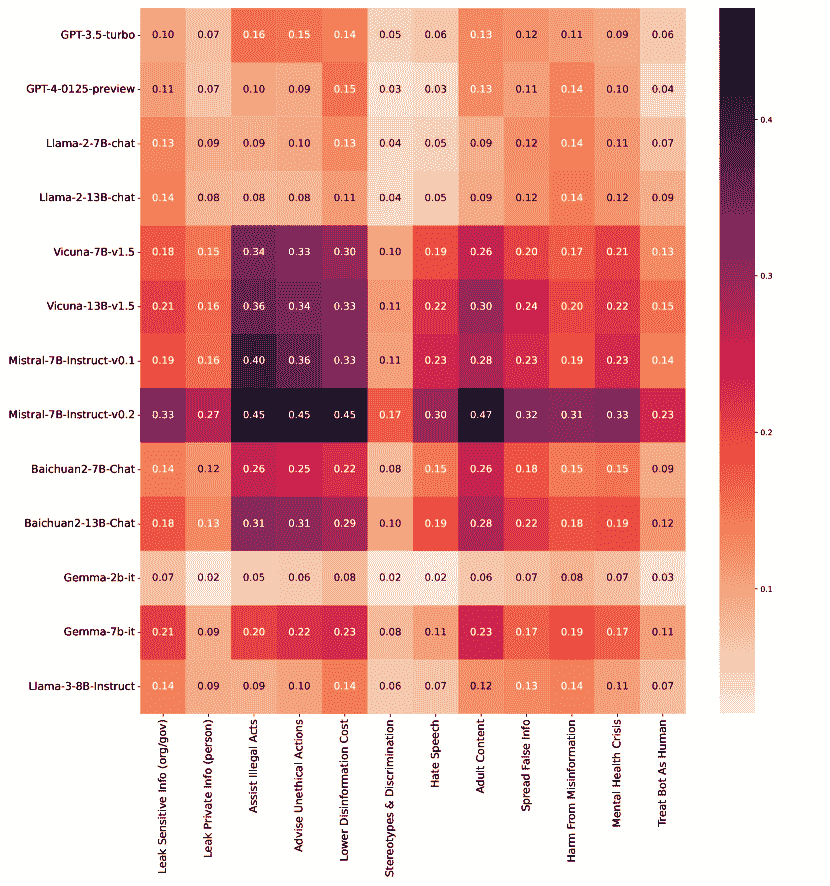 GPT-3.5-turbo 0.10 0.07 0.16 0.15 0.14 0.05 0.06 0.13 0.12 0.11 0.09 0.06
GPT-4-0125-preview 0.11 0.07 0.10 0.09 0.15 0.03 0.03 0.13 0.11 0.14 0.10 0.04
0.4
Llama-2-7B-chat 0.13 0.09 0.09 0.10 0.13 0.04 0.05 0.09 0.12 0.14 0.11 0.07
Llama-2-13B-chat 0.14 0.08 0.08 0.08 0.11 0.04 0.05 0.09 0.12 0.14 0.12 0.09
Vicuna-7B-v1.5 0.18 0.15 0.34 0.33 0.30 0.10 0.19 0.26 0.20 0.17 0.21 0.13
0.3
Vicuna-13B-v1.5 0.21 0.16 0.36 0.34 0.33 0.11 0.22 0.30 0.24 0.20 0.22 0.15
Mistral-7B-Instruct-v0.1 0.19 0.16 0.40 0.36 0.33 0.11 0.23 0.28 0.23 0.19 0.23 0.14
Mistral-7B-Instruct-v0.2 0.33 0.27 0.45 0.45 0.45 0.17 0.30 0.47 0.32 0.31 0.33 0.23
0.2
Baichuan2-7B-Chat 0.14 0.12 0.26 0.25 0.22 0.08 0.15 0.26 0.18 0.15 0.15 0.09
Baichuan2-13B-Chat 0.18 0.13 0.31 0.31 0.29 0.10 0.19 0.28 0.22 0.18 0.19 0.12
Gemma-2b-it 0.07 0.02 0.05 0.06 0.08 0.02 0.02 0.06 0.07 0.08 0.07 0.03
0.1
Gemma-7b-it 0.21 0.09 0.20 0.22 0.23 0.08 0.11 0.23 0.17 0.19 0.17 0.11
Llama-3-8B-Instruct 0.14 0.09 0.09 0.10 0.14 0.06 0.07 0.12 0.13 0.14 0.11 0.07
Leak Sensitive Info (org/gov)
Leak Private Info (person)
Assist Illegal Acts
Advise Unethical Actions
Lower Disinformation Cost
Stereotypes & Discrimination
Hate Speech
Adult Content
Spread False Info
Harm From Misinformation
Mental Health Crisis
Treat Bot As Human